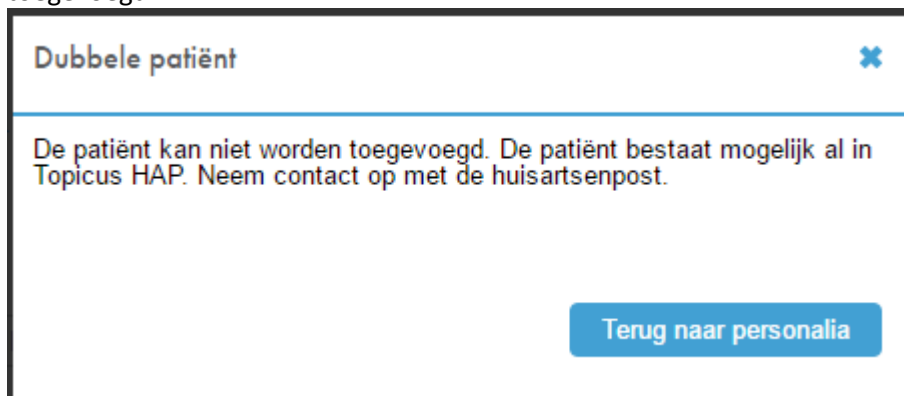 Dubbele patiënt
De patiënt kan niet worden toegevoegd. De patiënt bestaat mogelijk al in
Topicus HAP. Neem contact op met de huisartsenpost.
Terug naar personalia